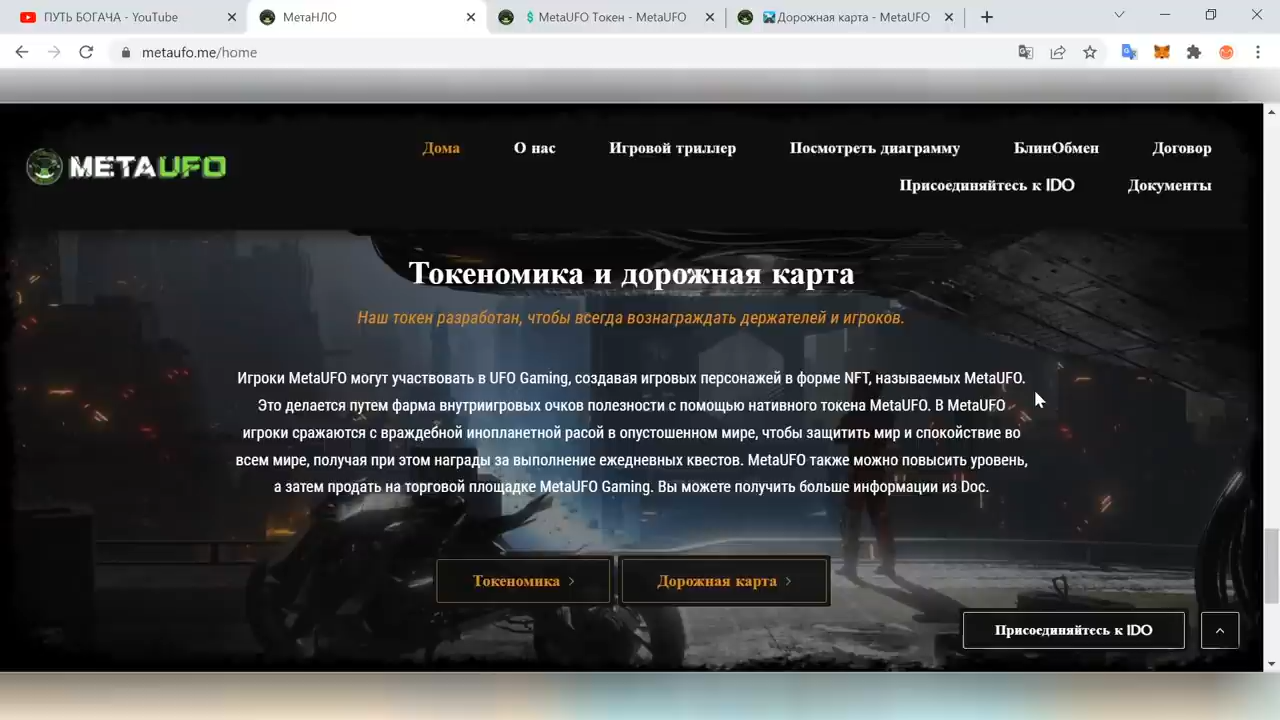 ПУТЬ БОГАЧА - YouTube
МетаНЛО
$ MetaUFO Токен - MetaUFO
Дорожная карта - MetaUFO
metaufo.me/home
METAUFO
Дома О нас Игровой триллер Посмотреть диаграмму БлинОбмен Договор
Присоединяйтесь к IDO Документы
Токеномика и дорожная карта
Наш токен разработан, чтобы всегда вознаграждать держателей и игроков.
Игроки MetaUFO могут участвовать в UFO Gaming, создавая игровых персонажей в форме NFT, называемых MetaUFO.
Это делается путем фарма внутриигровых очков полезности с помощью нативного токена MetaUFO. В MetaUFO
игроки сражаются с враждебной инопланетной расой в опустошенном мире, чтобы защитить мир и спокойствие во
всем мире, получая при этом награды за выполнение ежедневных квестов. MetaUFO также можно повысить уровень,
а затем продать на торговой площадке MetaUFO Gaming. Вы можете получить больше информации из Doc.
Токеномика
Дорожная карта
Присоединяйтесь к IDO